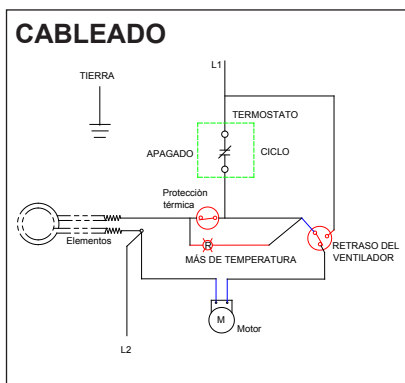 CABLEADO
L1
TIERRA
TERMOSTATO
APAGADO
CICLO
Protecciòn
térmica
Elementos
R
MÁS DE TEMPERATURA
RETRASO DEL
VENTILADOR
M
Motor
L2